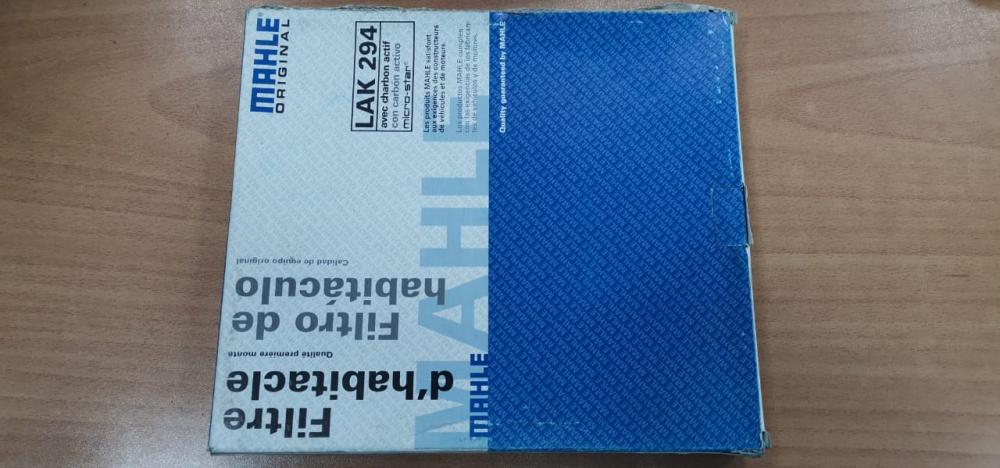 MAHLE
ORIGINAL
LAK 294
avec charbon actif
con carbón activo
micro-star®
Les produits MAHLE satisfont
aux exigences des constructeurs
de véhicules et de moteurs.
Los productos MAHLE cumplen
con las exigencias de los fabrican-
tes de vehículos y de motores.
Quality guaranteed by MAHLE
MAHLE
MAHLE
Filtre
d'habitacle
Qualité première monte
Filtro de
habitáculo
Calidad de equipo original